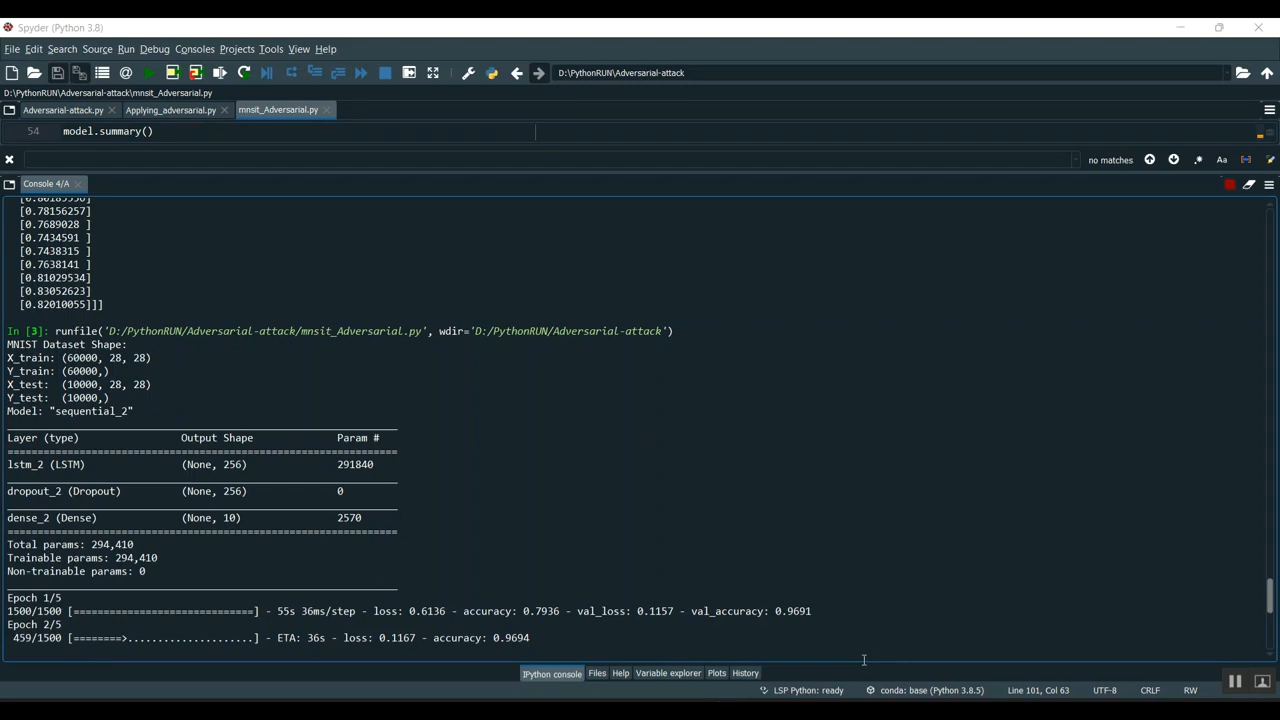 Spyder (Python 3.8)
File Edit Search Source Run Debug Consoles Projects Tools View Help
D:\PythonRUN\Adversarial-attack
D:\PythonRUN\Adversarial-attack\mnsit_Adversarial.py
Adversarial-attack.py Applying_adversarial.py mnsit_Adversarial.py
54 model.summary()
no matches
Console 4/A
[0.78156257]
[0.7689028 ]
[0.7434591 ]
[0.7438315 ]
[0.7638141 ]
[0.81029534]
[0.83052623]
[0.82010055]]]
In [3]: runfile('D:/PythonRUN/Adversarial-attack/mnsit_Adversarial.py', wdir='D:/PythonRUN/Adversarial-attack')
MNIST Dataset Shape:
X_train: (60000, 28, 28)
Y_train: (60000,)
X_test:  (10000, 28, 28)
Y_test:  (10000,)
Model: "sequential_2"
_________________________________________________________________
Layer (type)                 Output Shape              Param #
=================================================================
lstm_2 (LSTM)                (None, 256)               291840
_________________________________________________________________
dropout_2 (Dropout)          (None, 256)               0
_________________________________________________________________
dense_2 (Dense)              (None, 10)                2570
=================================================================
Total params: 294,410
Trainable params: 294,410
Non-trainable params: 0
_________________________________________________________________
Epoch 1/5
1500/1500 [==============================] - 55s 36ms/step - loss: 0.6136 - accuracy: 0.7936 - val_loss: 0.1157 - val_accuracy: 0.9691
Epoch 2/5
459/1500 [========>.....................] - ETA: 36s - loss: 0.1167 - accuracy: 0.9694
IPython console Files Help Variable explorer Plots History
LSP Python: ready conda: base (Python 3.8.5) Line 101, Col 63 UTF-8 CRLF RW